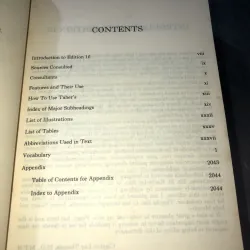 CONTENTS
Introduction to Edition 16
Sources Consulted
Consultants
Features and Their Use
How To Use Taber's
Index of Major Subheadings
List of Illustrations
List of Tables
Abbreviations Used in Text
Vocabulary 1
Appendix 2043
Table of Contents for Appendix 2044
Index to Appendix 2044